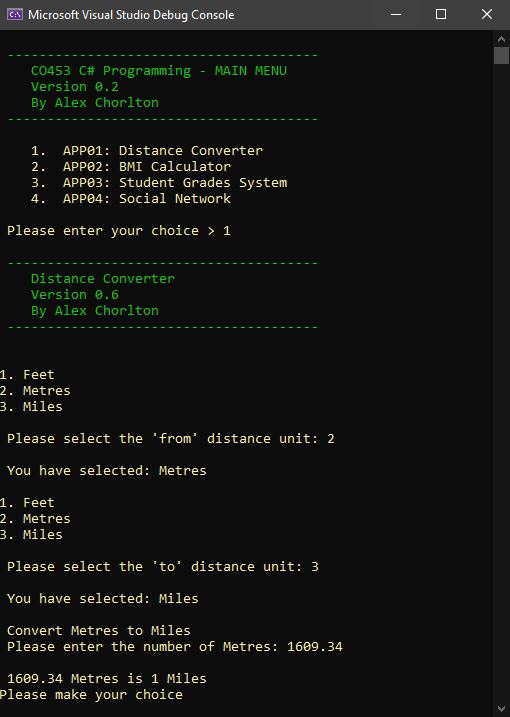 Microsoft Visual Studio Debug Console
---------------------------------------
CO453 C# Programming - MAIN MENU
Version 0.2
By Alex Chorlton
---------------------------------------
1. APP01: Distance Converter
2. APP02: BMI Calculator
3. APP03: Student Grades System
4. APP04: Social Network
Please enter your choice > 1
---------------------------------------
Distance Converter
Version 0.6
By Alex Chorlton
---------------------------------------
1. Feet
2. Metres
3. Miles
Please select the 'from' distance unit: 2
You have selected: Metres
1. Feet
2. Metres
3. Miles
Please select the 'to' distance unit: 3
You have selected: Miles
Convert Metres to Miles
Please enter the number of Metres: 1609.34
1609.34 Metres is 1 Miles
Please make your choice